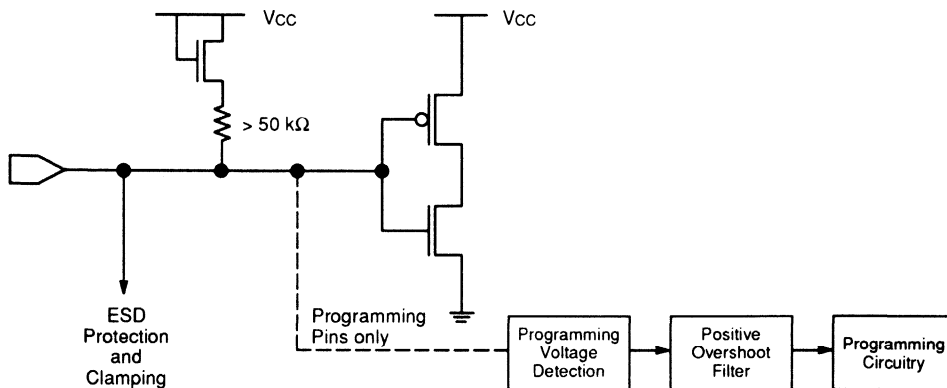 VCC
VCC
> 50 kΩ
ESD
Protection
and
Clamping
Programming
Pins only
Programming
Voltage
Detection
Positive
Overshoot
Filter
Programming
Circuitry